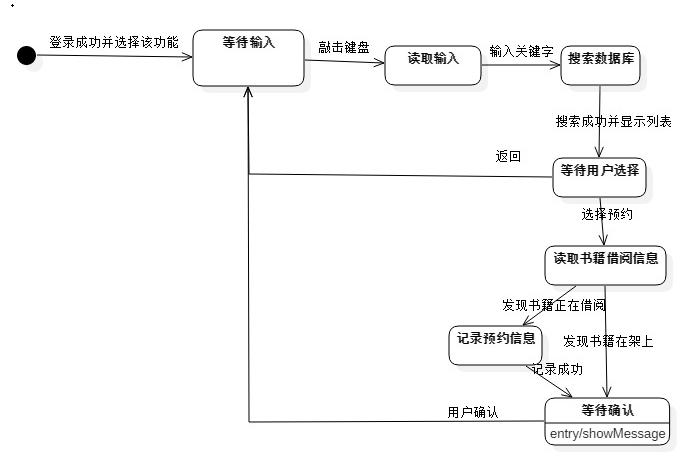 登录成功并选择该功能
等待输入
敲击键盘
读取输入
输入关键字
搜索数据库
搜索成功并显示列表
返回
等待用户选择
选择预约
读取书籍借阅信息
发现书籍正在借阅
记录预约信息
发现书籍在架上
记录成功
用户确认
等待确认
entry/showMessage